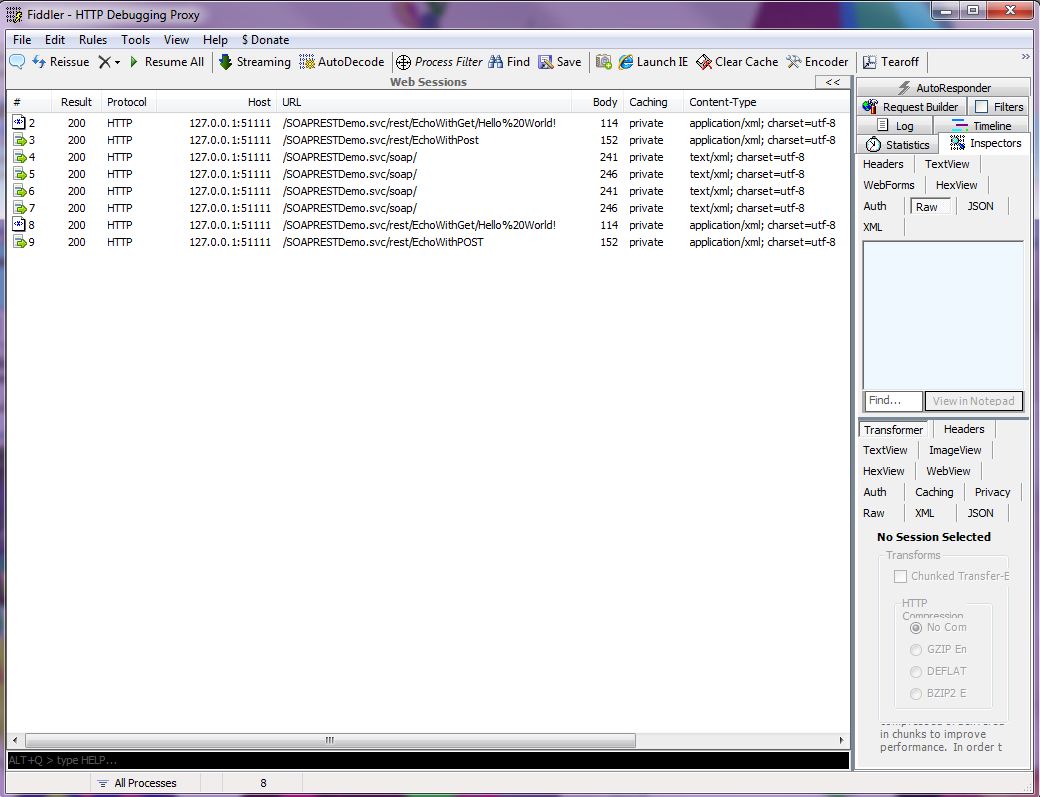 Fiddler - HTTP Debugging Proxy
File Edit Rules Tools View Help $ Donate
Reissue Resume All Streaming AutoDecode Process Filter Find Save Launch IE Clear Cache Encoder Tearoff »
Web Sessions <<
# Result Protocol Host URL Body Caching Content-Type
2 200 HTTP 127.0.0.1:51111 /SOAPRESTDemo.svc/rest/EchoWithGet/Hello%20World! 114 private application/xml; charset=utf-8
3 200 HTTP 127.0.0.1:51111 /SOAPRESTDemo.svc/rest/EchoWithPost 152 private application/xml; charset=utf-8
4 200 HTTP 127.0.0.1:51111 /SOAPRESTDemo.svc/soap/ 241 private text/xml; charset=utf-8
5 200 HTTP 127.0.0.1:51111 /SOAPRESTDemo.svc/soap/ 246 private text/xml; charset=utf-8
6 200 HTTP 127.0.0.1:51111 /SOAPRESTDemo.svc/soap/ 241 private text/xml; charset=utf-8
7 200 HTTP 127.0.0.1:51111 /SOAPRESTDemo.svc/soap/ 246 private text/xml; charset=utf-8
8 200 HTTP 127.0.0.1:51111 /SOAPRESTDemo.svc/rest/EchoWithGet/Hello%20World! 114 private application/xml; charset=utf-8
9 200 HTTP 127.0.0.1:51111 /SOAPRESTDemo.svc/rest/EchoWithPOST 152 private application/xml; charset=utf-8
ALT+Q > type HELP...
All Processes 8
AutoResponder
Request Builder Filters
Log Timeline
Statistics Inspectors
Headers TextView
WebForms HexView
Auth Raw JSON
XML
Find... View in Notepad
Transformer Headers
TextView ImageView
HexView WebView
Auth Caching Privacy
Raw XML JSON
No Session Selected
Transforms
Chunked Transfer-E
HTTP
Compression
No Com
GZIP En
DEFLAT
BZIP2 E
in chunks to improve
performance. In order t